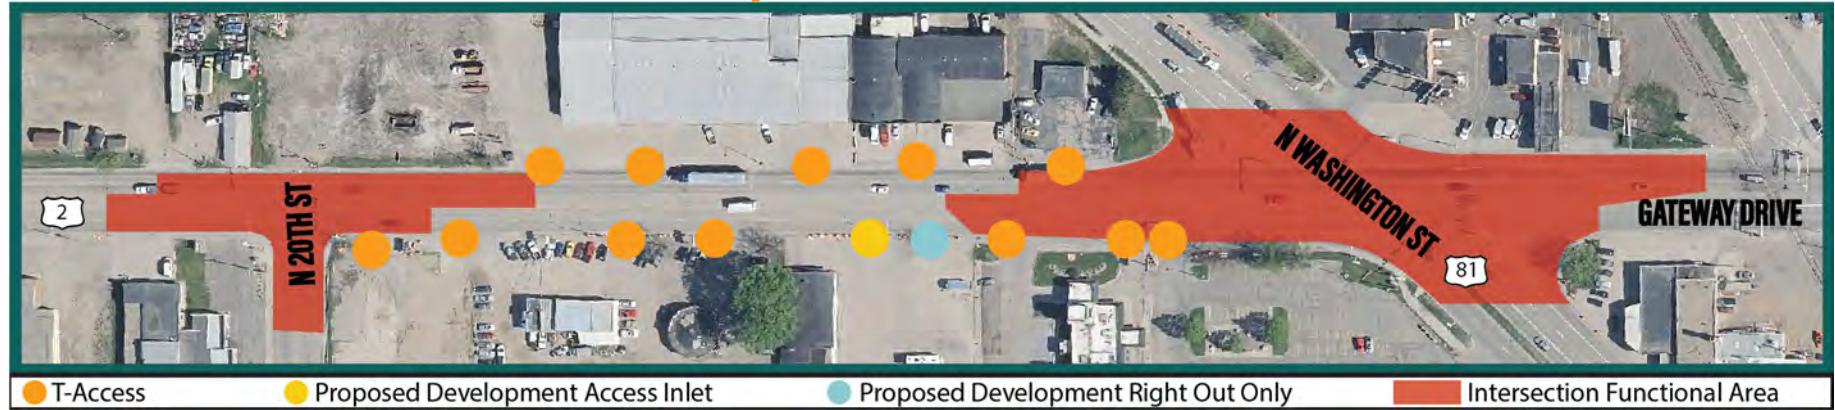 2
N 20TH ST
N WASHINGTON ST
GATEWAY DRIVE
81
T-Access
Proposed Development Access Inlet
Proposed Development Right Out Only
Intersection Functional Area